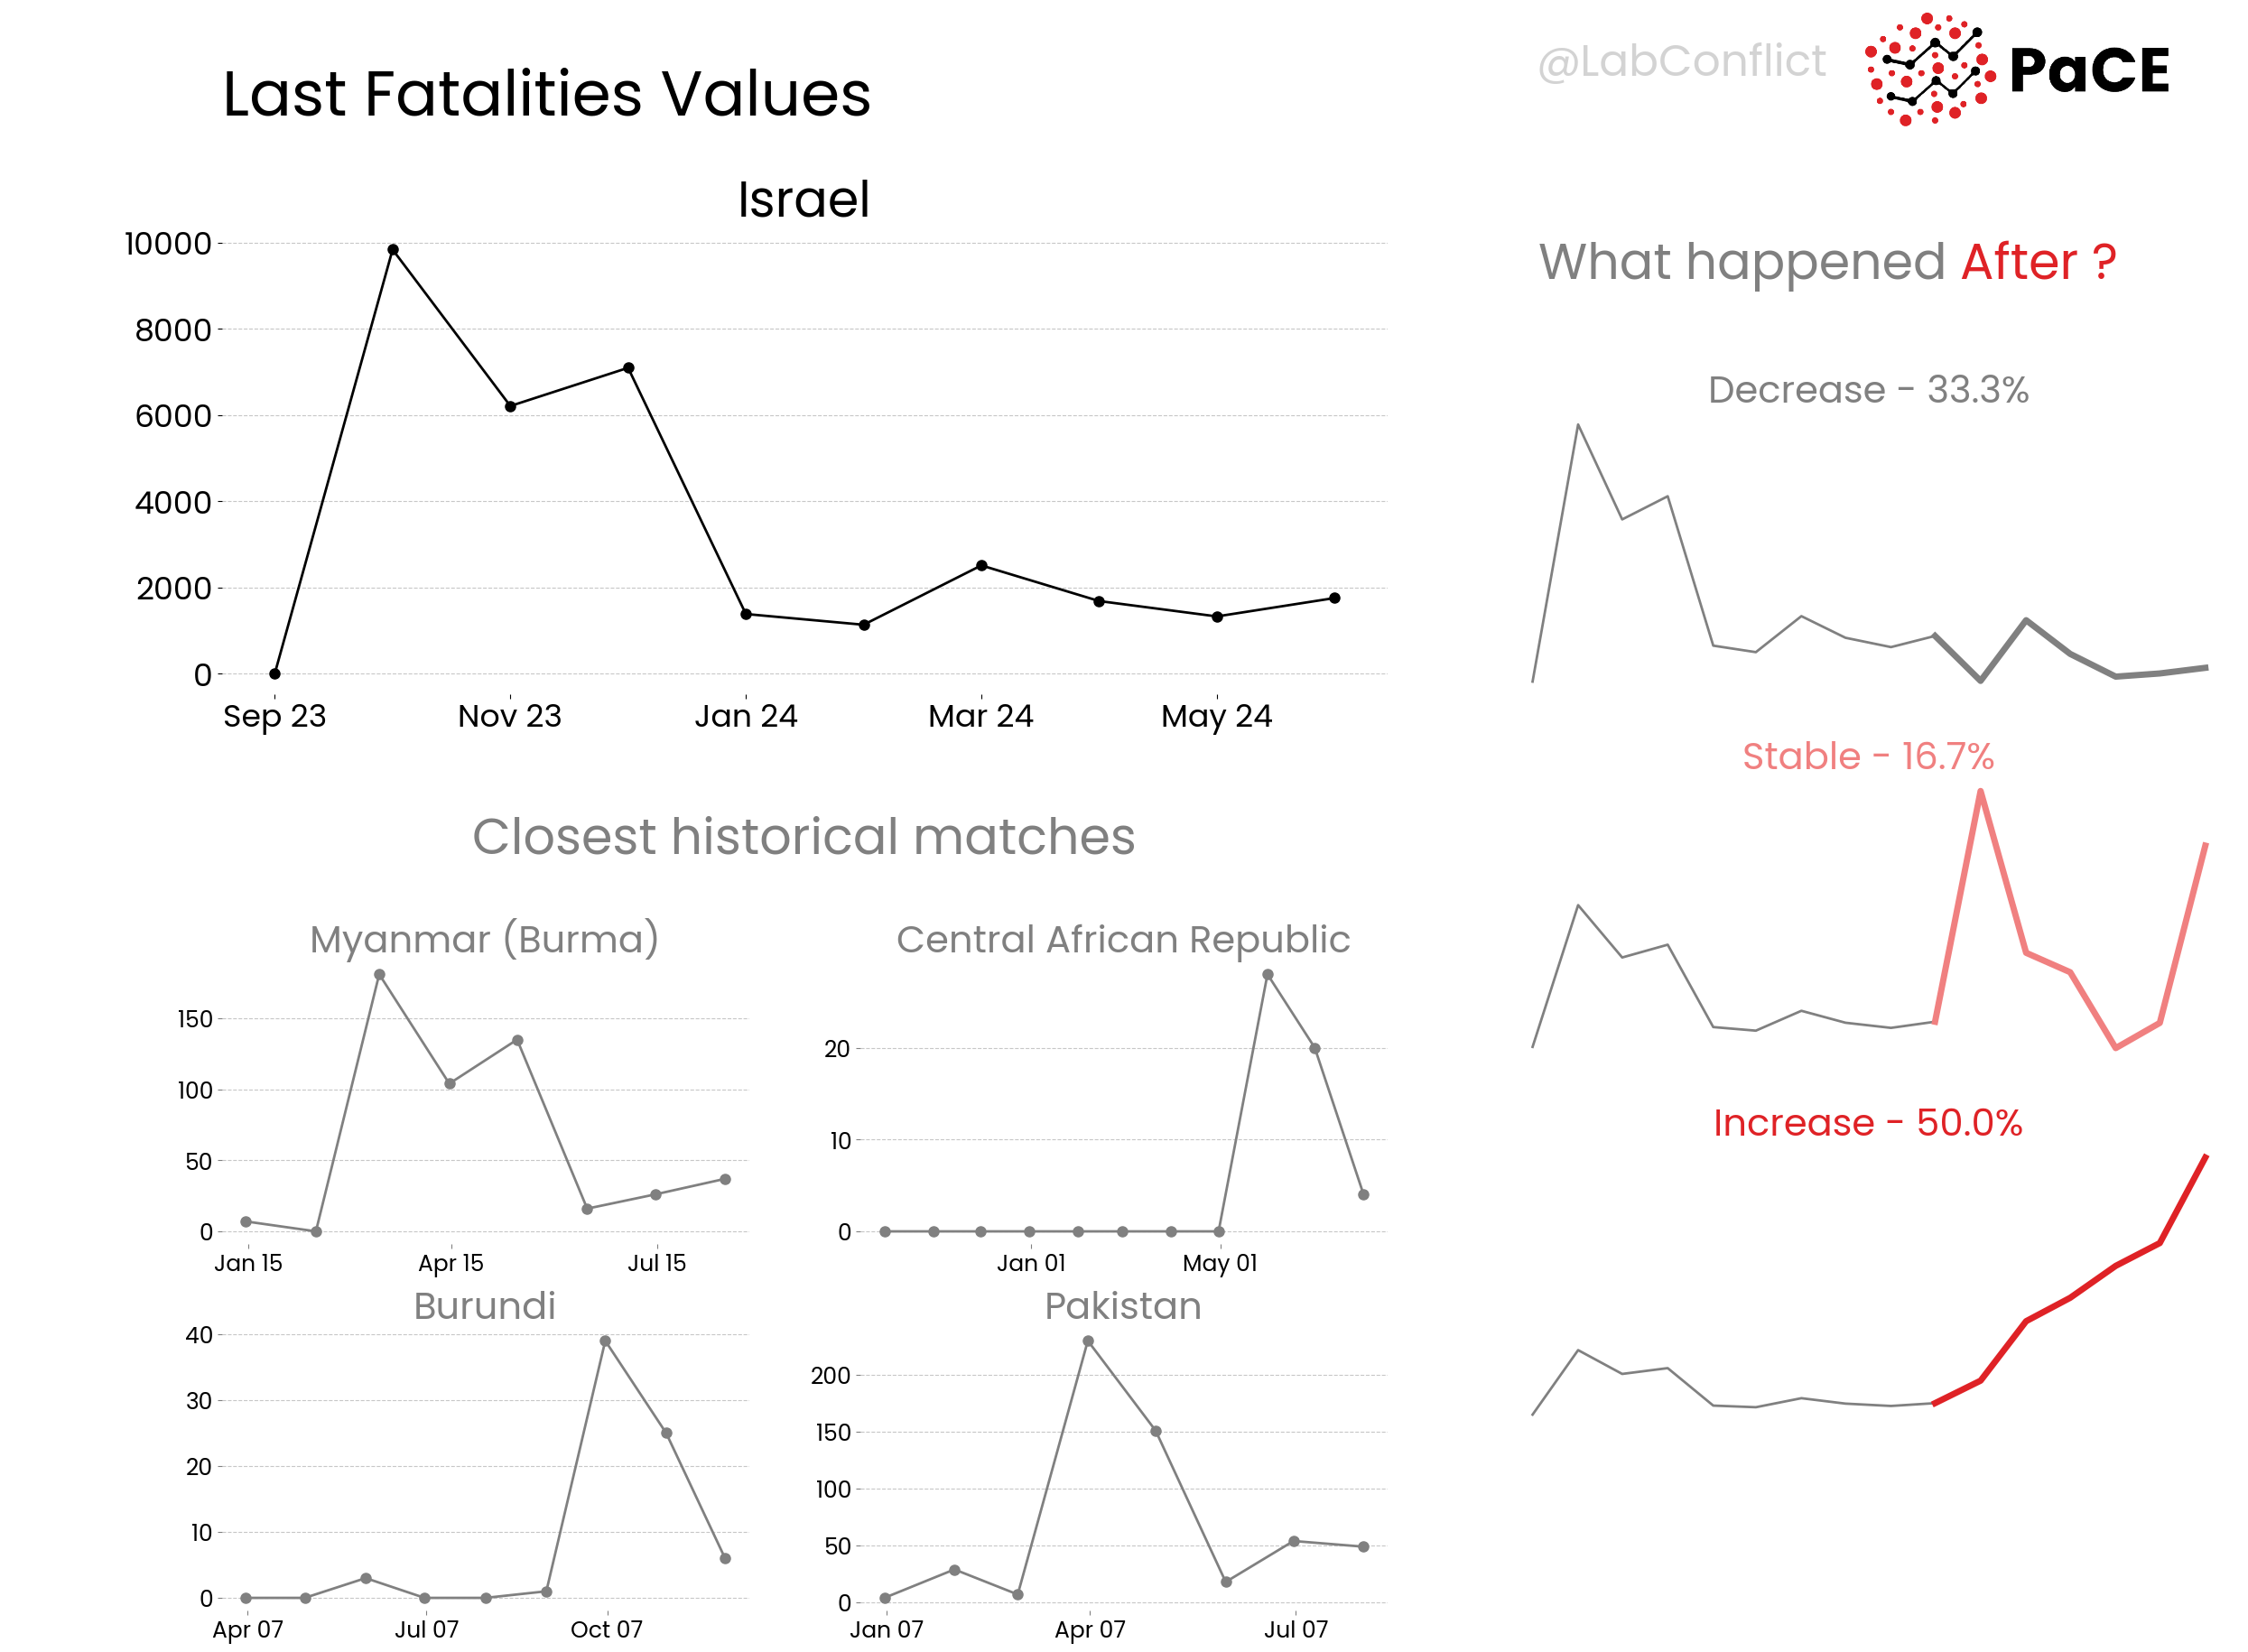 Last Fatalities Values
@LabConflict
PaCE
Israel
10000
8000
6000
4000
2000
0
Sep 23 Nov 23 Jan 24 Mar 24 May 24
What happened After ?
Decrease - 33.3%
Stable - 16.7%
Increase - 50.0%
Closest historical matches
Myanmar (Burma)
150
100
50
0
Jan 15 Apr 15 Jul 15
Central African Republic
20
10
0
Jan 01 May 01
Burundi
40
30
20
10
0
Apr 07 Jul 07 Oct 07
Pakistan
200
150
100
50
0
Jan 07 Apr 07 Jul 07